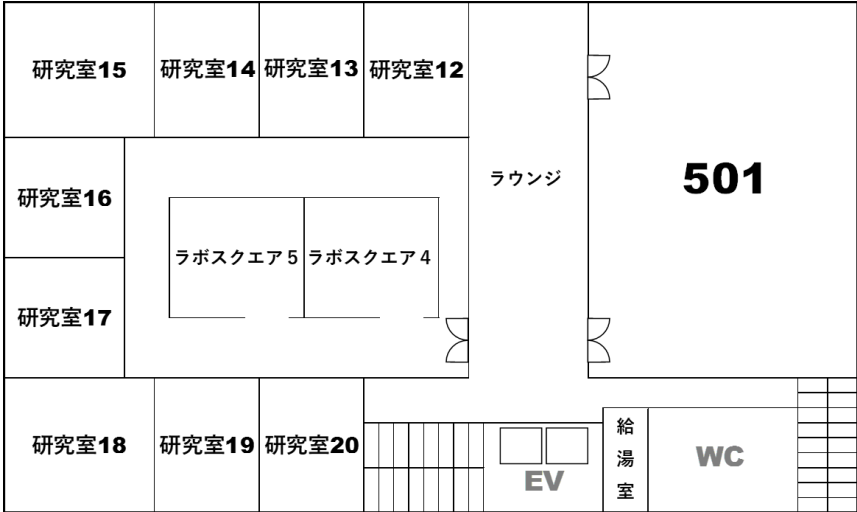 研究室15
研究室14
研究室13
研究室12
ラウンジ
501
研究室16
ラボスクエア5
ラボスクエア4
研究室17
研究室18
研究室19
研究室20
EV
給湯室
WC